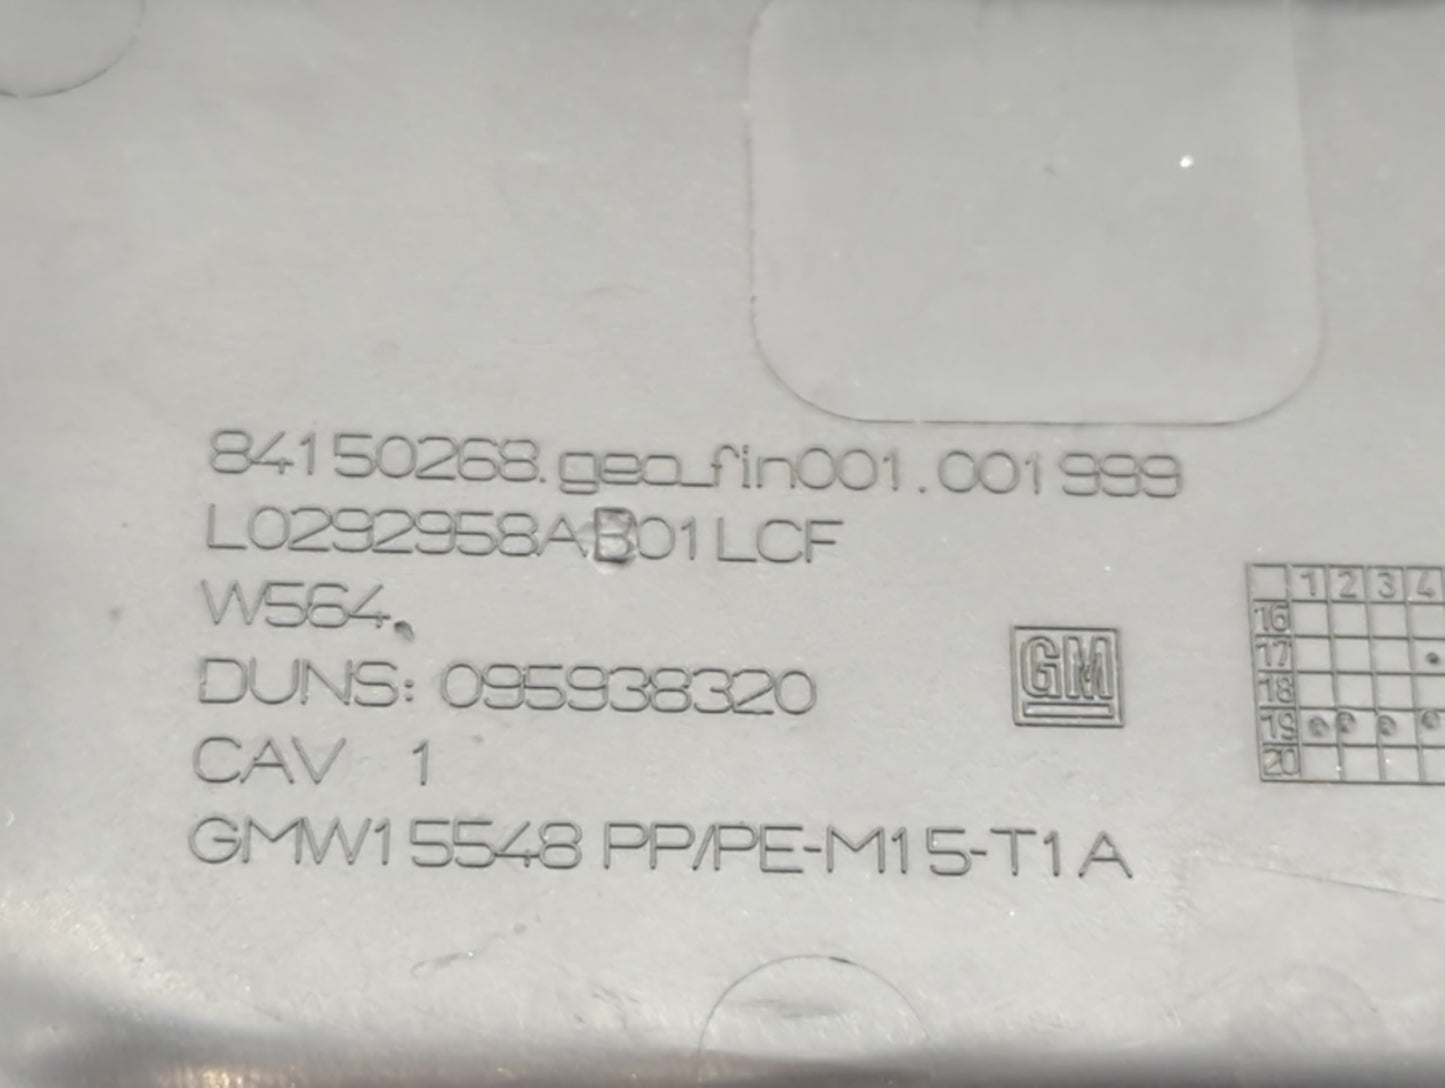 84150268.geo_fin001.001999
L0292958AB01LCF
W564.
DUNS: 095938320
CAV 1
GMW15548 PP/PE-M15-T1A
GM
1 2 3 4
16
17
18
19
20